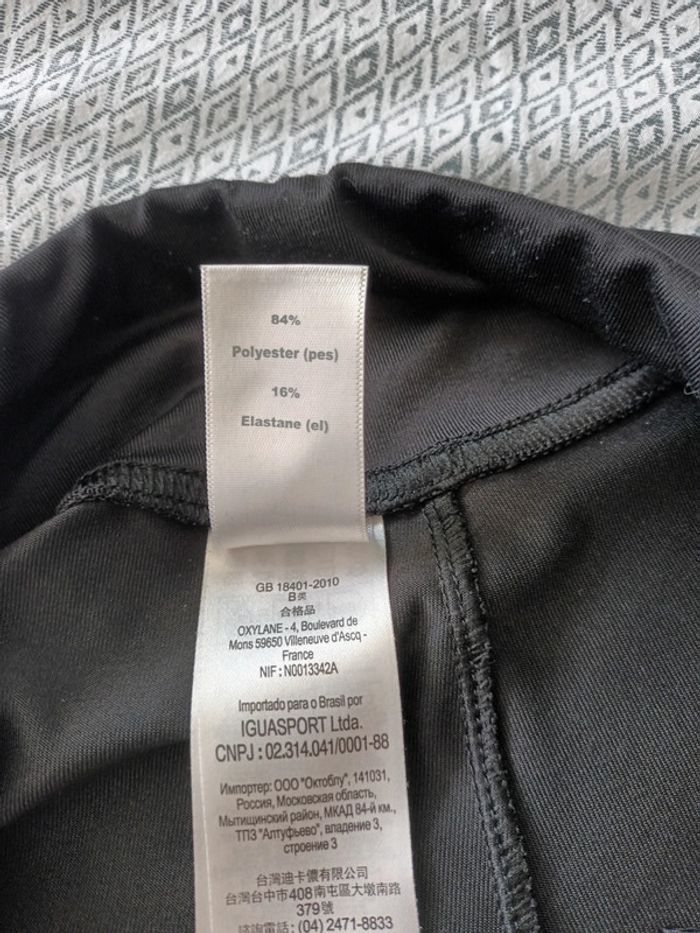 84%
Polyester (pes)
16%
Elastane (el)
GB 18401-2010
B类
合格品
OXYLANE - 4, Boulevard de
Mons 59650 Villeneuve d'Ascq -
France
NIF : N0013342A
Importado para o Brasil por
IGUASPORT Ltda.
CNPJ : 02.314.041/0001-88
Импортер: ООО "Октоблу", 141031,
Россия, Московская область,
Мытищинский район, МКАД 84-й км.,
ТПЗ "Алтуфьево", владение 3,
строение 3
台灣迪卡儂有限公司
台灣台中市408南屯區大墩南路
379號
諮詢電話: (04) 2471-8833